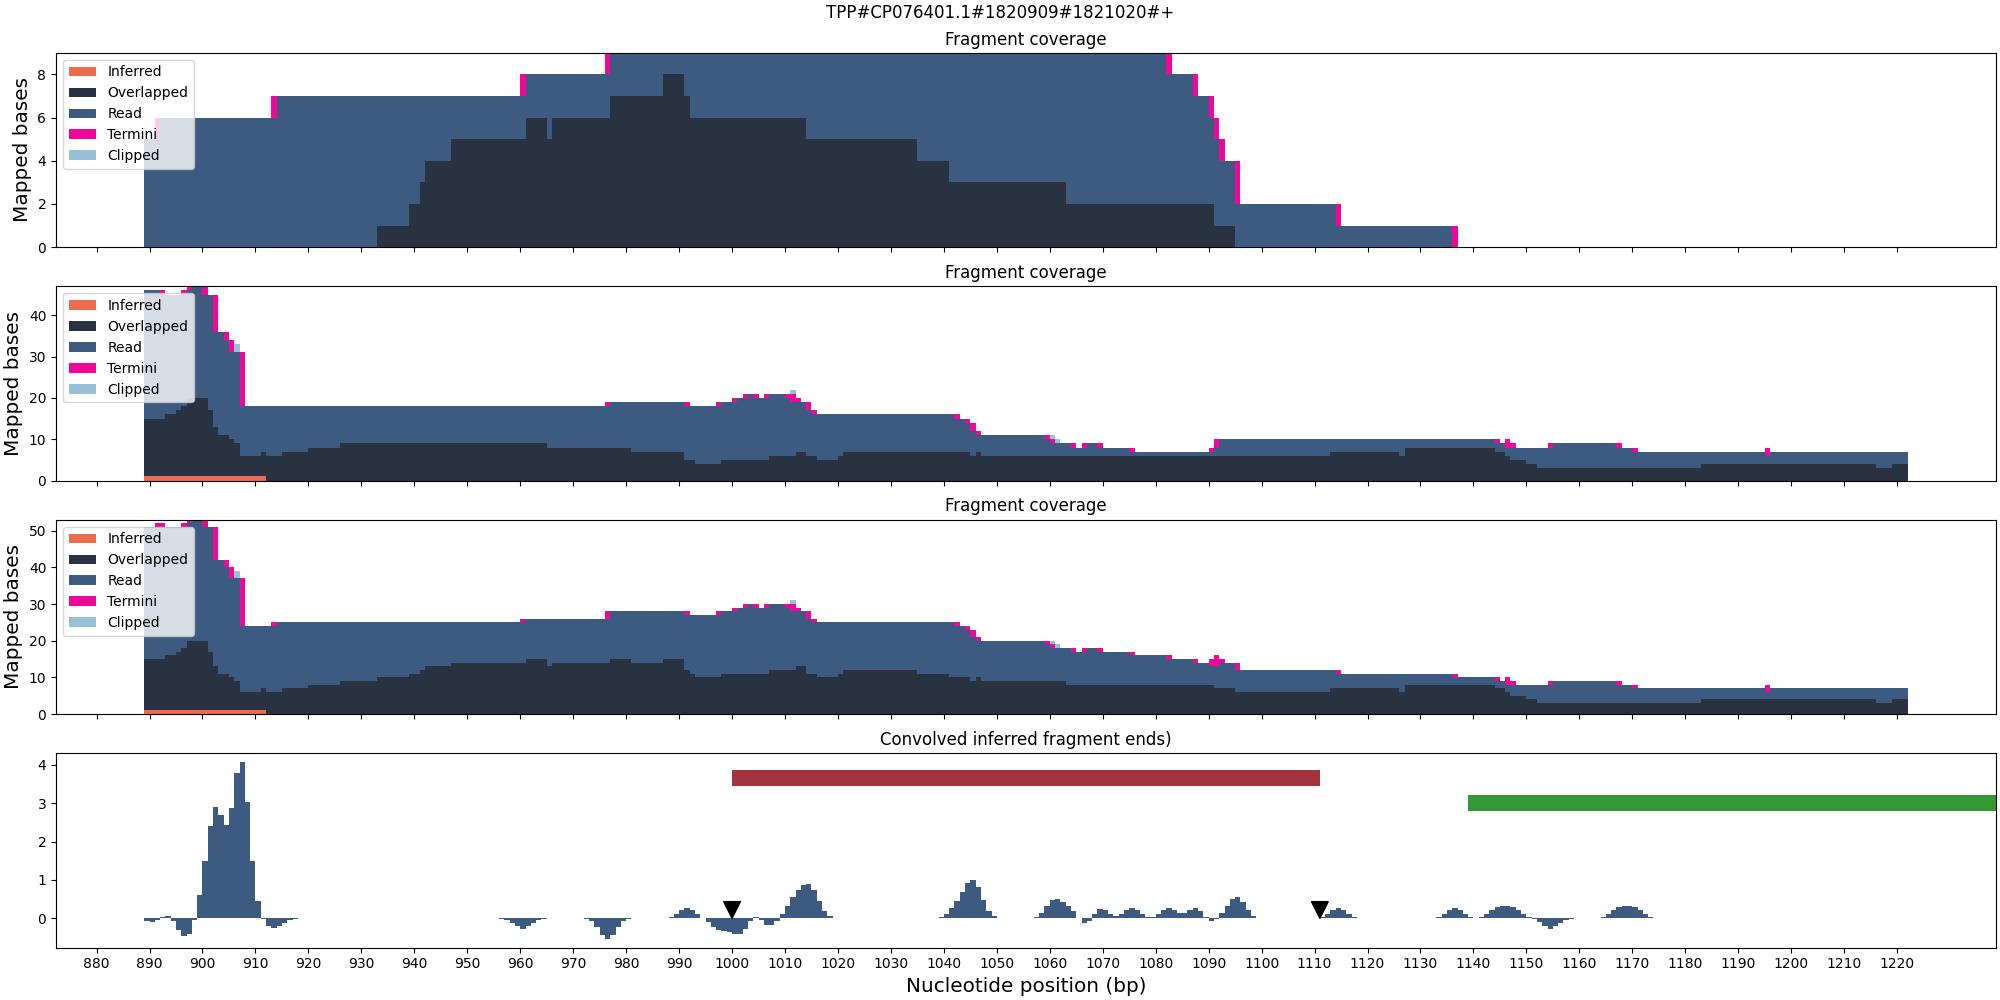 TPP#CP076401.1#1820909#1821020#+
Fragment coverage
Mapped bases
8
6
4
2
0
Inferred
Overlapped
Read
Termini
Clipped
Fragment coverage
Mapped bases
40
30
20
10
0
Inferred
Overlapped
Read
Termini
Clipped
Fragment coverage
Mapped bases
50
40
30
20
10
0
Inferred
Overlapped
Read
Termini
Clipped
Convolved inferred fragment ends)
4
3
2
1
0
880 890 900 910 920 930 940 950 960 970 980 990 1000 1010 1020 1030 1040 1050 1060 1070 1080 1090 1100 1110 1120 1130 1140 1150 1160 1170 1180 1190 1200 1210 1220
Nucleotide position (bp)